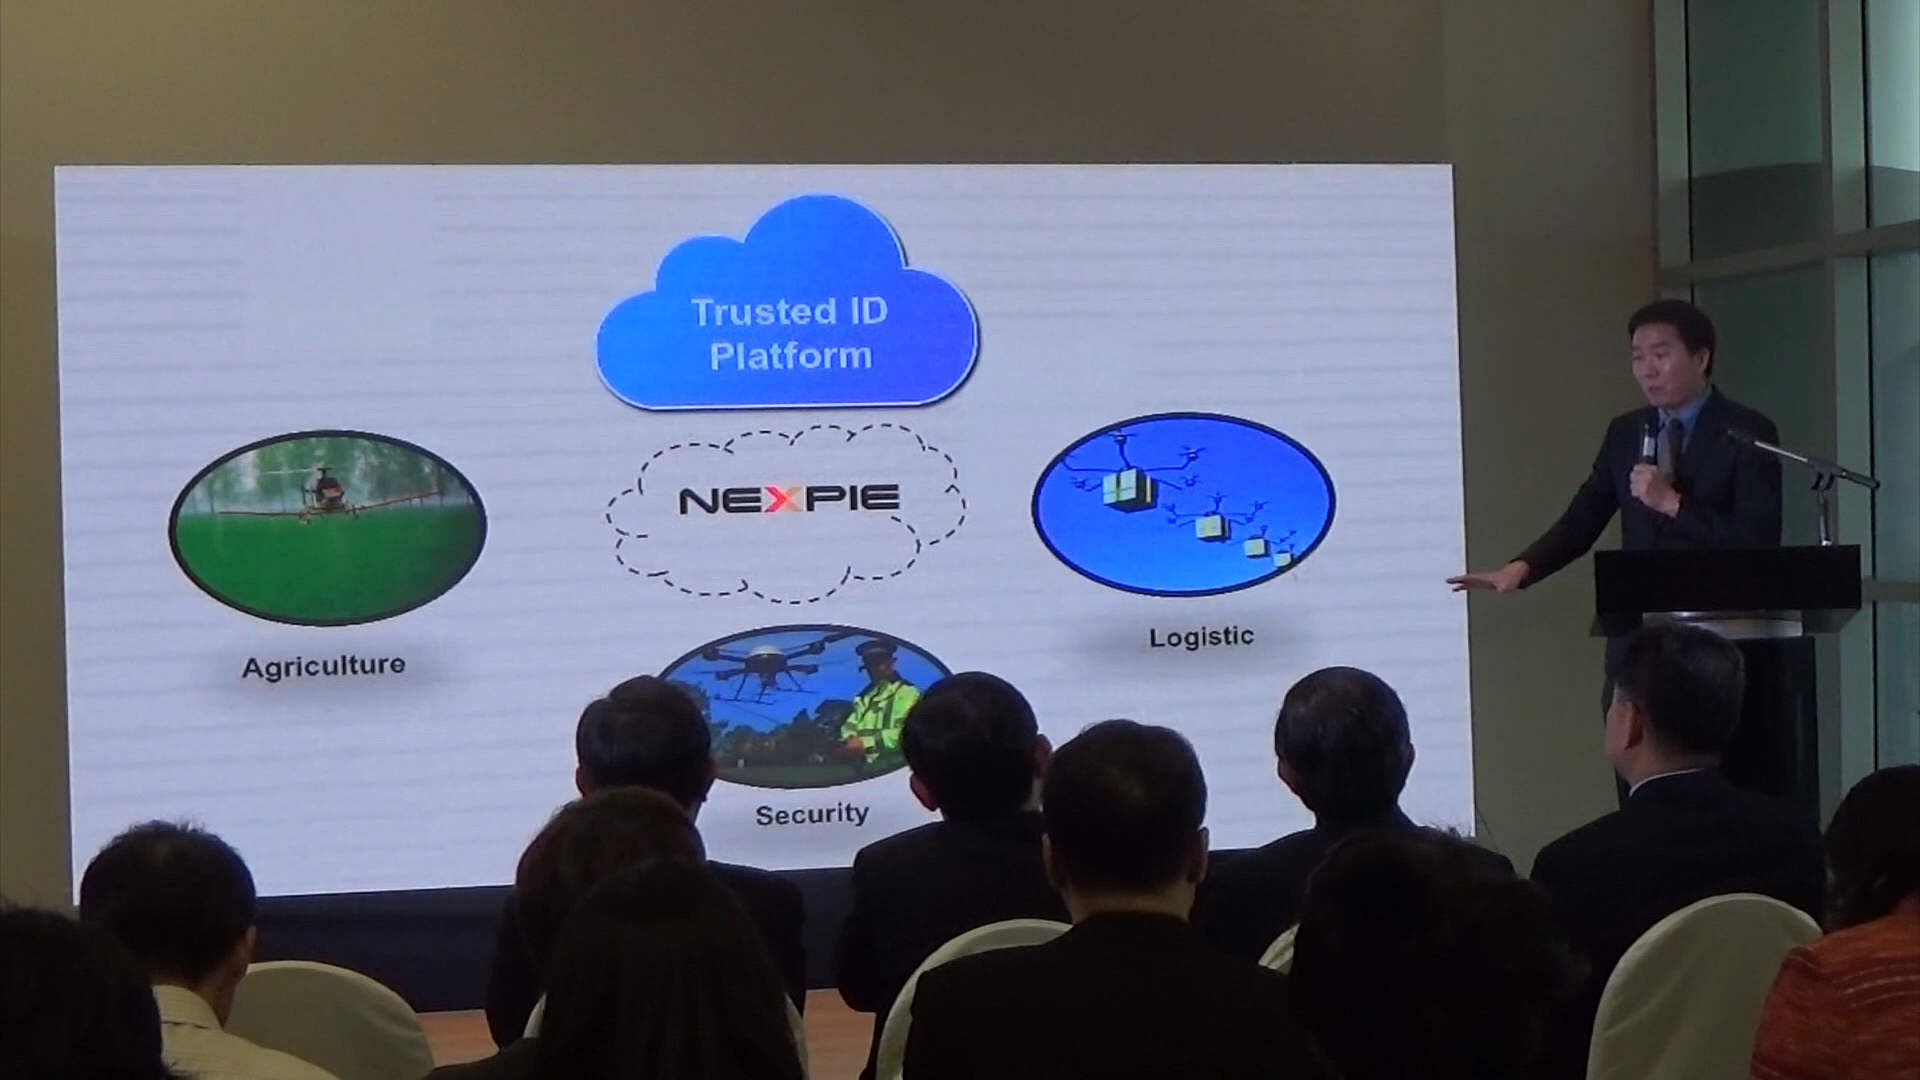 Trusted ID
Platform
NEXPIE
Agriculture
Logistic
Security